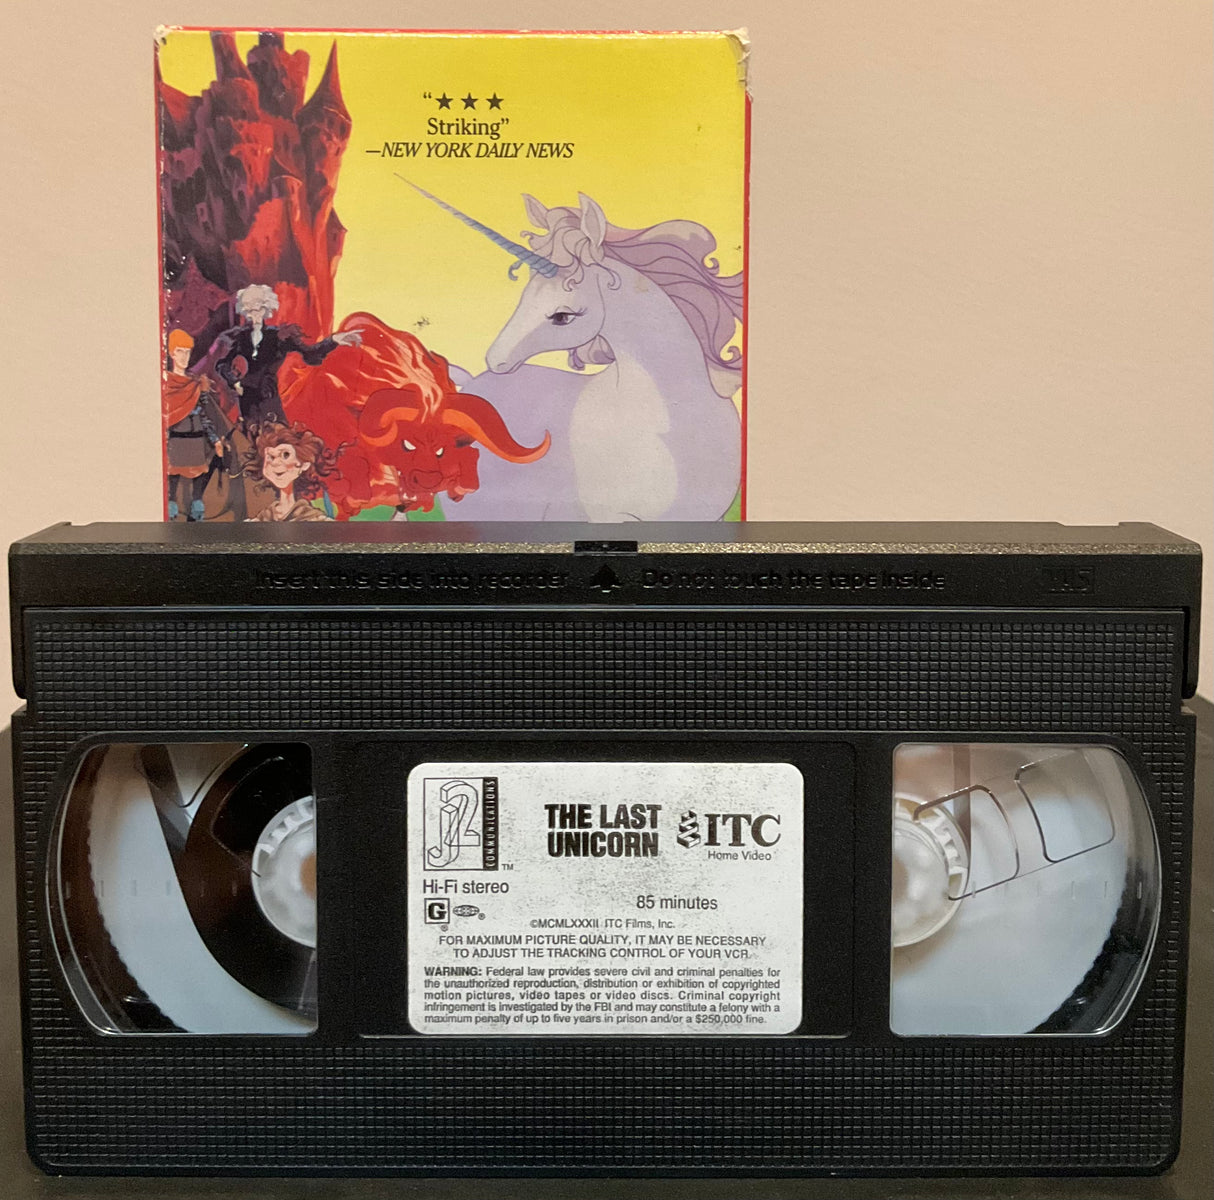 “★★★
Striking”
—NEW YORK DAILY NEWS
Insert this side into recorder Do not touch the tape inside VHS
J2
COMMUNICATIONS
TM
THE LAST
UNICORN
ITC
Home Video
Hi-Fi stereo
85 minutes
G ®
®
©MCMLXXXII ITC Films, Inc.
FOR MAXIMUM PICTURE QUALITY, IT MAY BE NECESSARY
TO ADJUST THE TRACKING CONTROL OF YOUR VCR.
WARNING: Federal law provides severe civil and criminal penalties for
the unauthorized reproduction, distribution or exhibition of copyrighted
motion pictures, video tapes or video discs. Criminal copyright
infringement is investigated by the FBI and may constitute a felony with a
maximum penalty of up to five years in prison and/or a $250,000 fine.